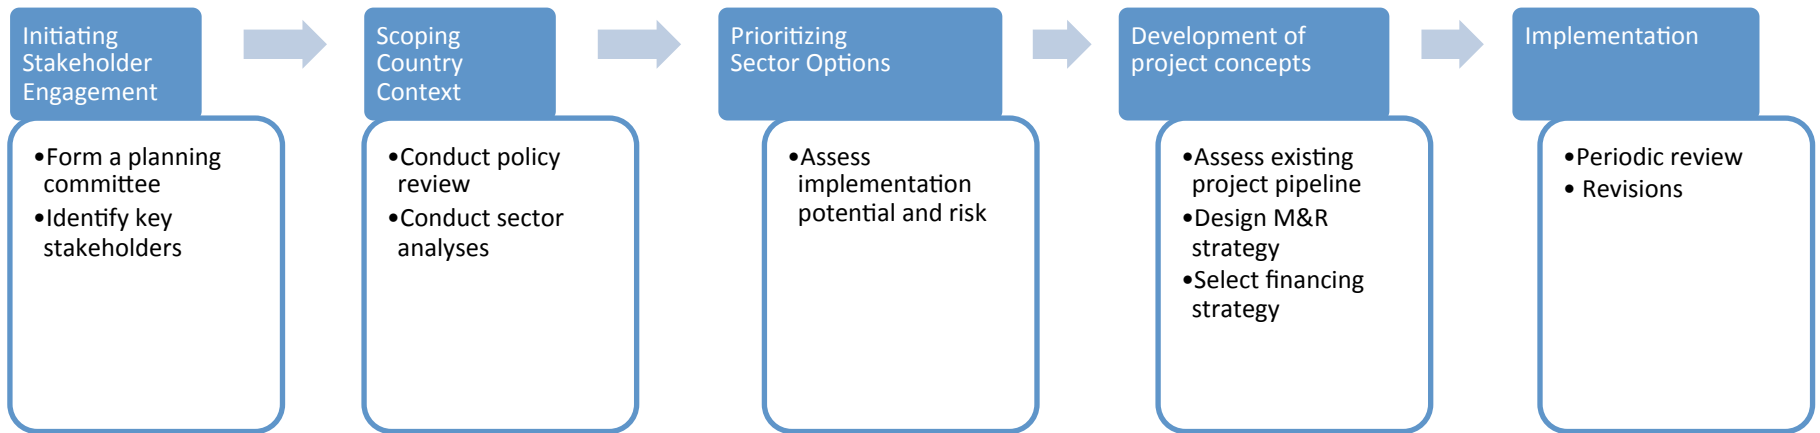 Initiating
Stakeholder
Engagement
•Form a planning
committee
•Identify key
stakeholders
Scoping
Country
Context
•Conduct policy
review
•Conduct sector
analyses
Prioritizing
Sector Options
•Assess
implementation
potential and risk
Development of
project concepts
•Assess existing
project pipeline
•Design M&R
strategy
•Select financing
strategy
Implementation
•Periodic review
• Revisions